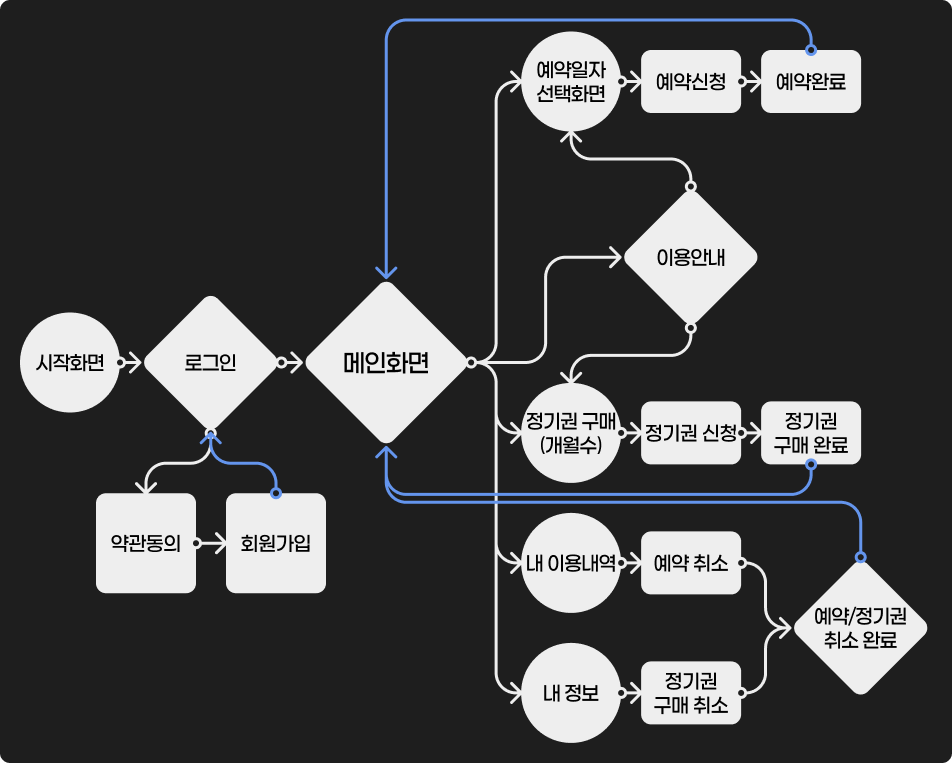 예약일자
선택화면
예약신청
예약완료
이용안내
시작화면
로그인
메인화면
정기권 구매
(개월수)
정기권 신청
정기권
구매 완료
약관동의
회원가입
내 이용내역
예약 취소
예약/정기권
취소 완료
내 정보
정기권
구매 취소